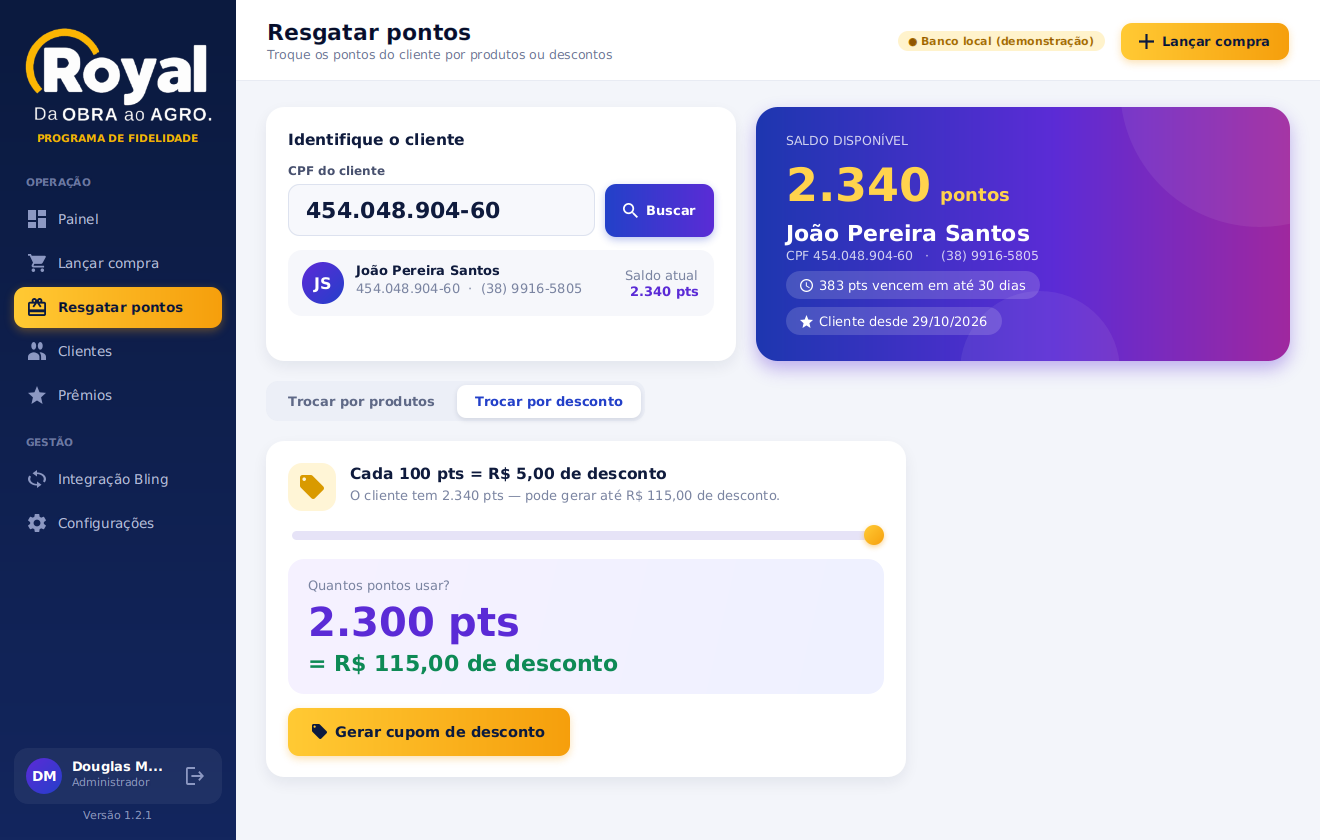 Royal
Da OBRA ao AGRO.
PROGRAMA DE FIDELIDADE
OPERAÇÃO
Painel
Lançar compra
Resgatar pontos
Clientes
Prêmios
GESTÃO
Integração Bling
Configurações
DM
Douglas M...
Administrador
Versão 1.2.1
Resgatar pontos
Troque os pontos do cliente por produtos ou descontos
Banco local (demonstração)
Lançar compra
Identifique o cliente
CPF do cliente
454.048.904-60
Buscar
JS
João Pereira Santos
454.048.904-60 · (38) 9916-5805
Saldo atual
2.340 pts
SALDO DISPONÍVEL
2.340 pontos
João Pereira Santos
CPF 454.048.904-60 · (38) 9916-5805
383 pts vencem em até 30 dias
Cliente desde 29/10/2026
Trocar por produtos
Trocar por desconto
Cada 100 pts = R$ 5,00 de desconto
O cliente tem 2.340 pts — pode gerar até R$ 115,00 de desconto.
Quantos pontos usar?
2.300 pts
= R$ 115,00 de desconto
Gerar cupom de desconto